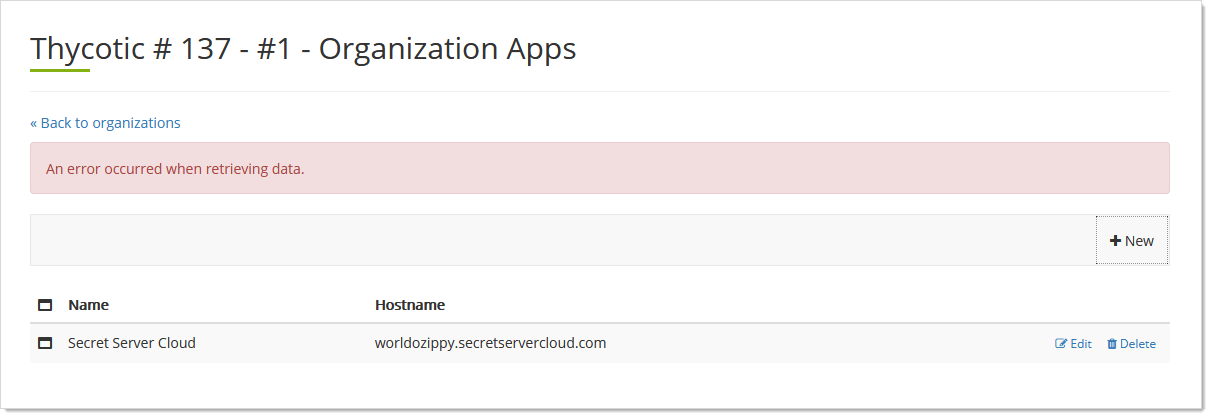 Thycotic # 137 - #1 - Organization Apps
« Back to organizations
An error occurred when retrieving data.
New
Name Hostname
Secret Server Cloud worldozippy.secretservercloud.com Edit Delete